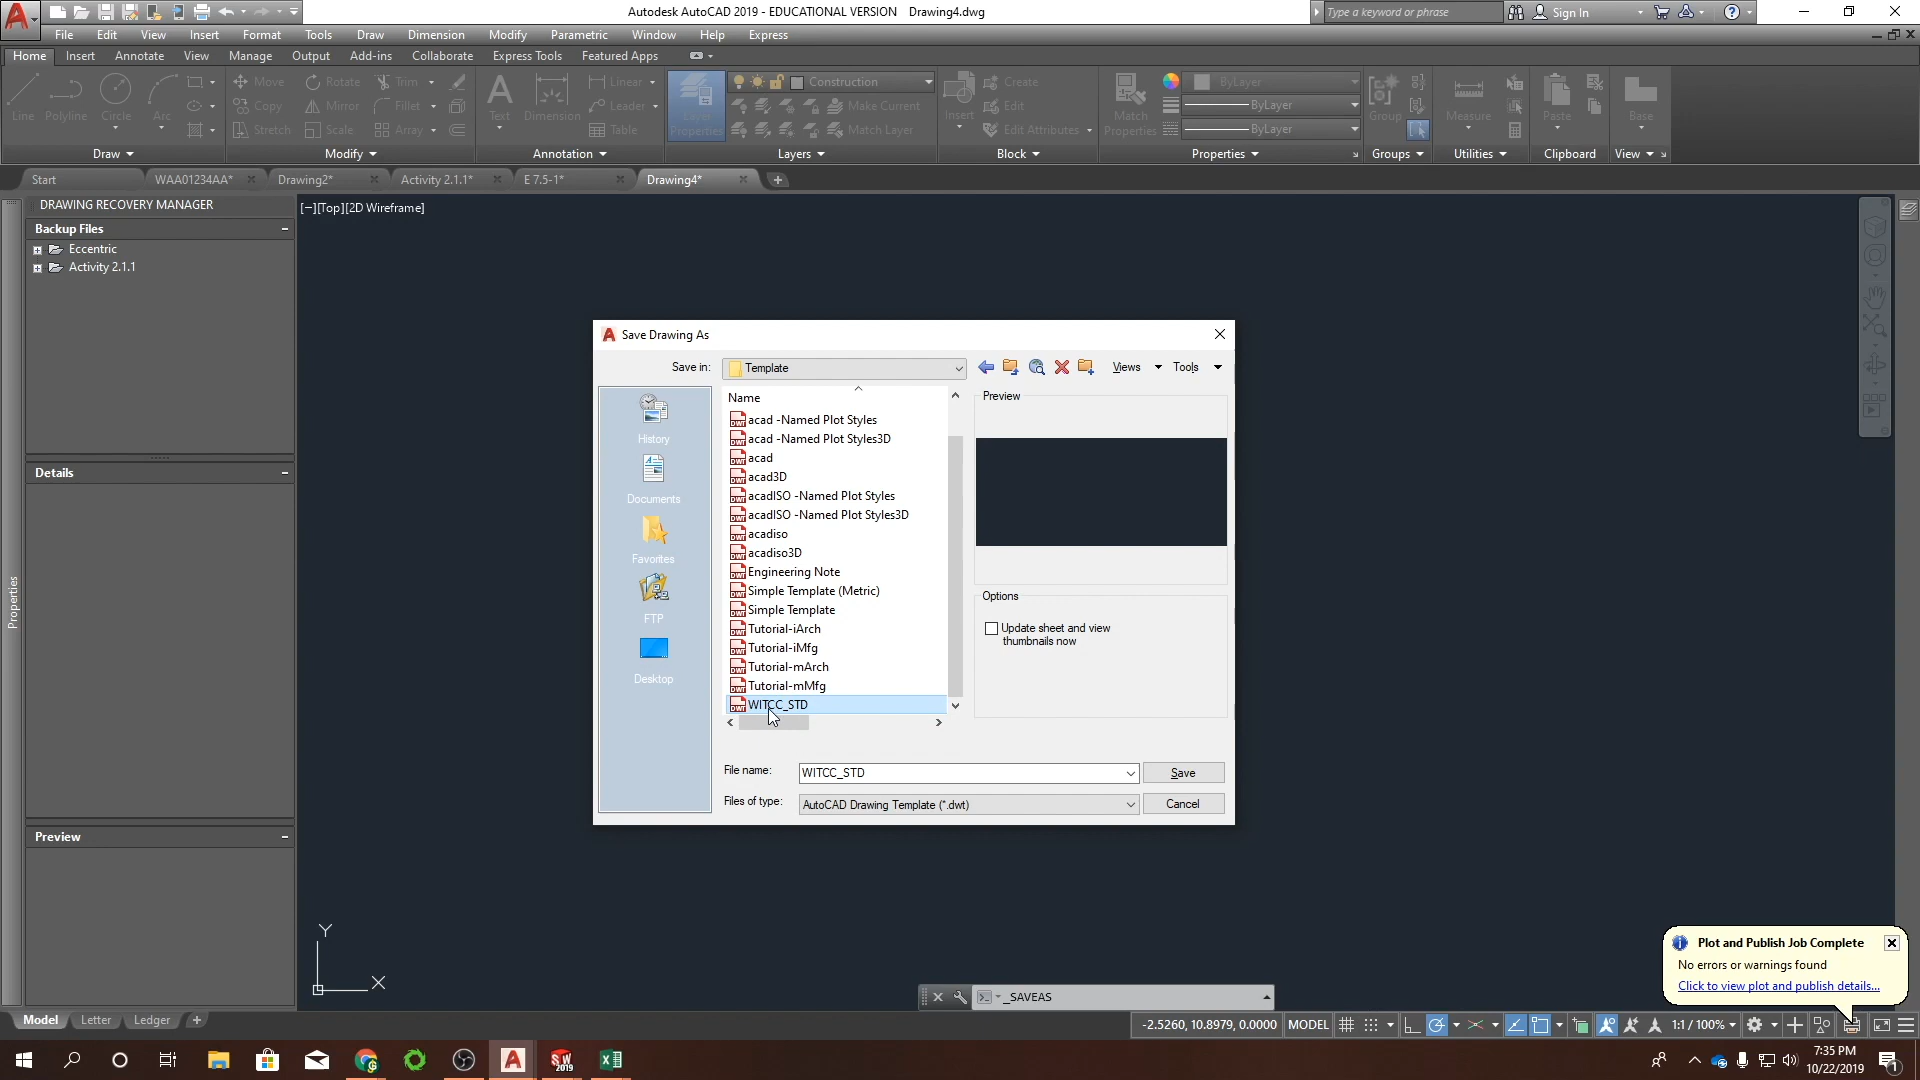 Autodesk AutoCAD 2019 - EDUCATIONAL VERSION Drawing4.dwg
Type a keyword or phrase
Sign In
File Edit View Insert Format Tools Draw Dimension Modify Parametric Window Help Express
Home Insert Annotate View Manage Output Add-ins Collaborate Express Tools Featured Apps
Line Polyline Circle Arc
Move Rotate Trim
Copy Mirror Fillet
Stretch Scale Array
Text Dimension
Linear
Leader
Table
Layer Properties
Construction
Make Current
Match Layer
Insert
Create
Edit
Edit Attributes
Match Properties
ByLayer
ByLayer
ByLayer
Group
Measure
Paste
Base
Draw Modify Annotation Layers Block Properties Groups Utilities Clipboard View
Start WAA01234AA* Drawing2* Activity 2.1.1* E 7.5-1* Drawing4*
DRAWING RECOVERY MANAGER
Backup Files
Eccentric
Activity 2.1.1
Details
Preview
Properties
[−][Top][2D Wireframe]
Save Drawing As
Save in: Template
Views Tools
History
Documents
Favorites
FTP
Desktop
Name
acad -Named Plot Styles
acad -Named Plot Styles3D
acad
acad3D
acadISO -Named Plot Styles
acadISO -Named Plot Styles3D
acadiso
acadiso3D
Engineering Note
Simple Template (Metric)
Simple Template
Tutorial-iArch
Tutorial-iMfg
Tutorial-mArch
Tutorial-mMfg
WITCC_STD
Preview
Options
Update sheet and view
thumbnails now
File name: WITCC_STD Save
Files of type: AutoCAD Drawing Template (*.dwt) Cancel
Y
X
_SAVEAS
Plot and Publish Job Complete
No errors or warnings found
Click to view plot and publish details...
Model Letter Ledger
-2.5260, 10.8979, 0.0000 MODEL 1:1 / 100%
7:35 PM
10/22/2019